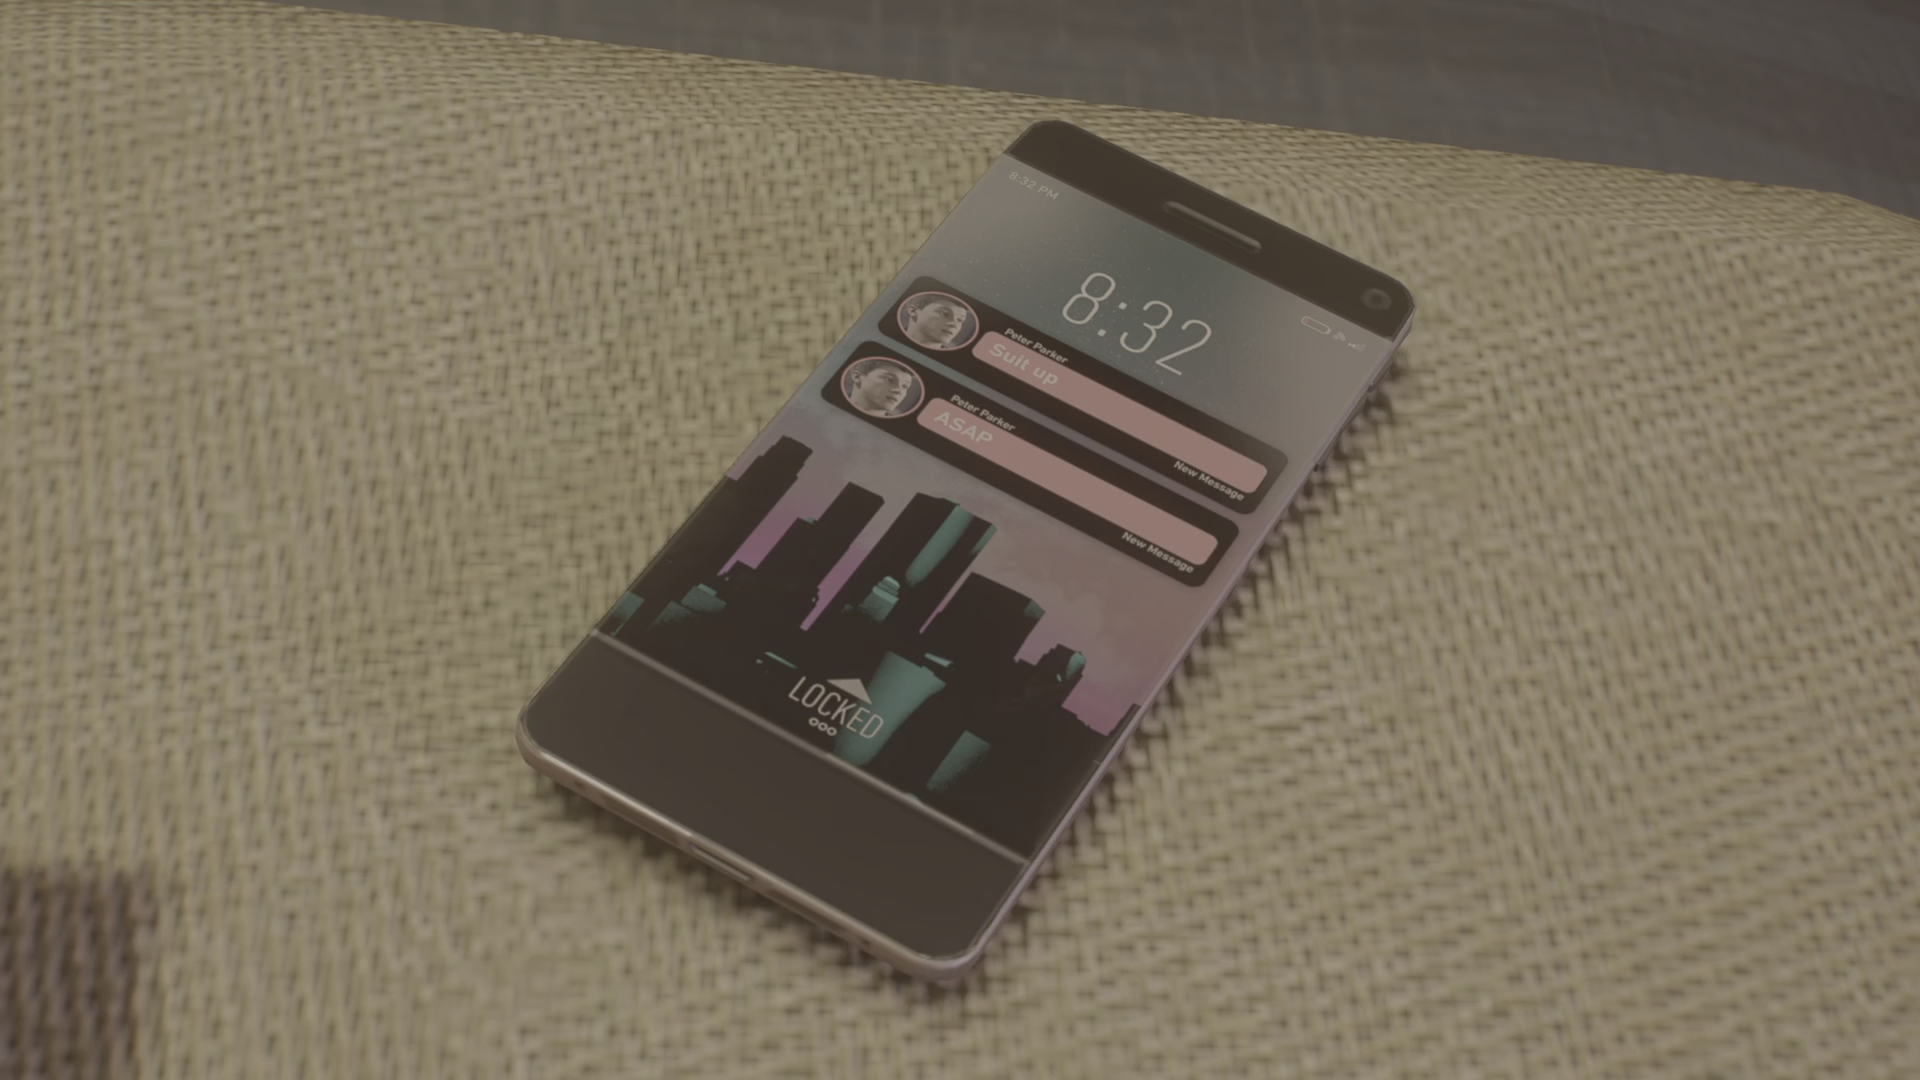 8:32 PM
8:32
Peter Parker
Suit up
New Message
Peter Parker
ASAP
New Message
LOCKED